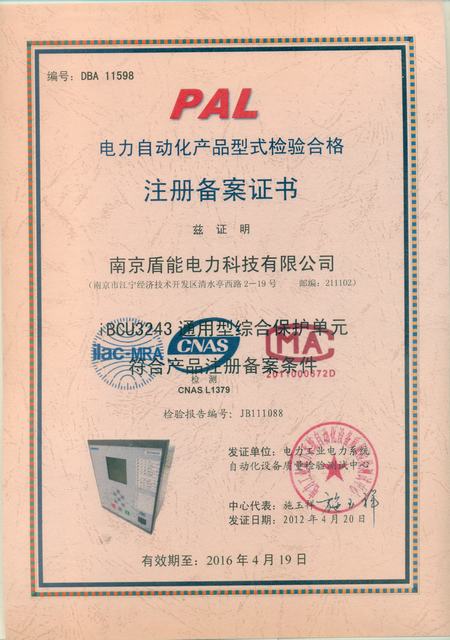 编号：DBA 11598
PAL
电力自动化产品型式检验合格
注册备案证书
兹 证 明
南京盾能电力科技有限公司
（南京市江宁经济技术开发区清水亭西路2－19号 邮编：211102）
iBCU3243 通用型综合保护单元
ilac-MRA
CNAS
MA
符合产品注册备案条件
2011000672D
检 测
CNAS L1379
检验报告编号：JB111088
发证单位：电力工业电力系统
自动化设备质量检验测试中心
中心代表：施玉祥
发证日期：2012 年 4 月 20 日
有效期至：2016 年 4 月 19 日